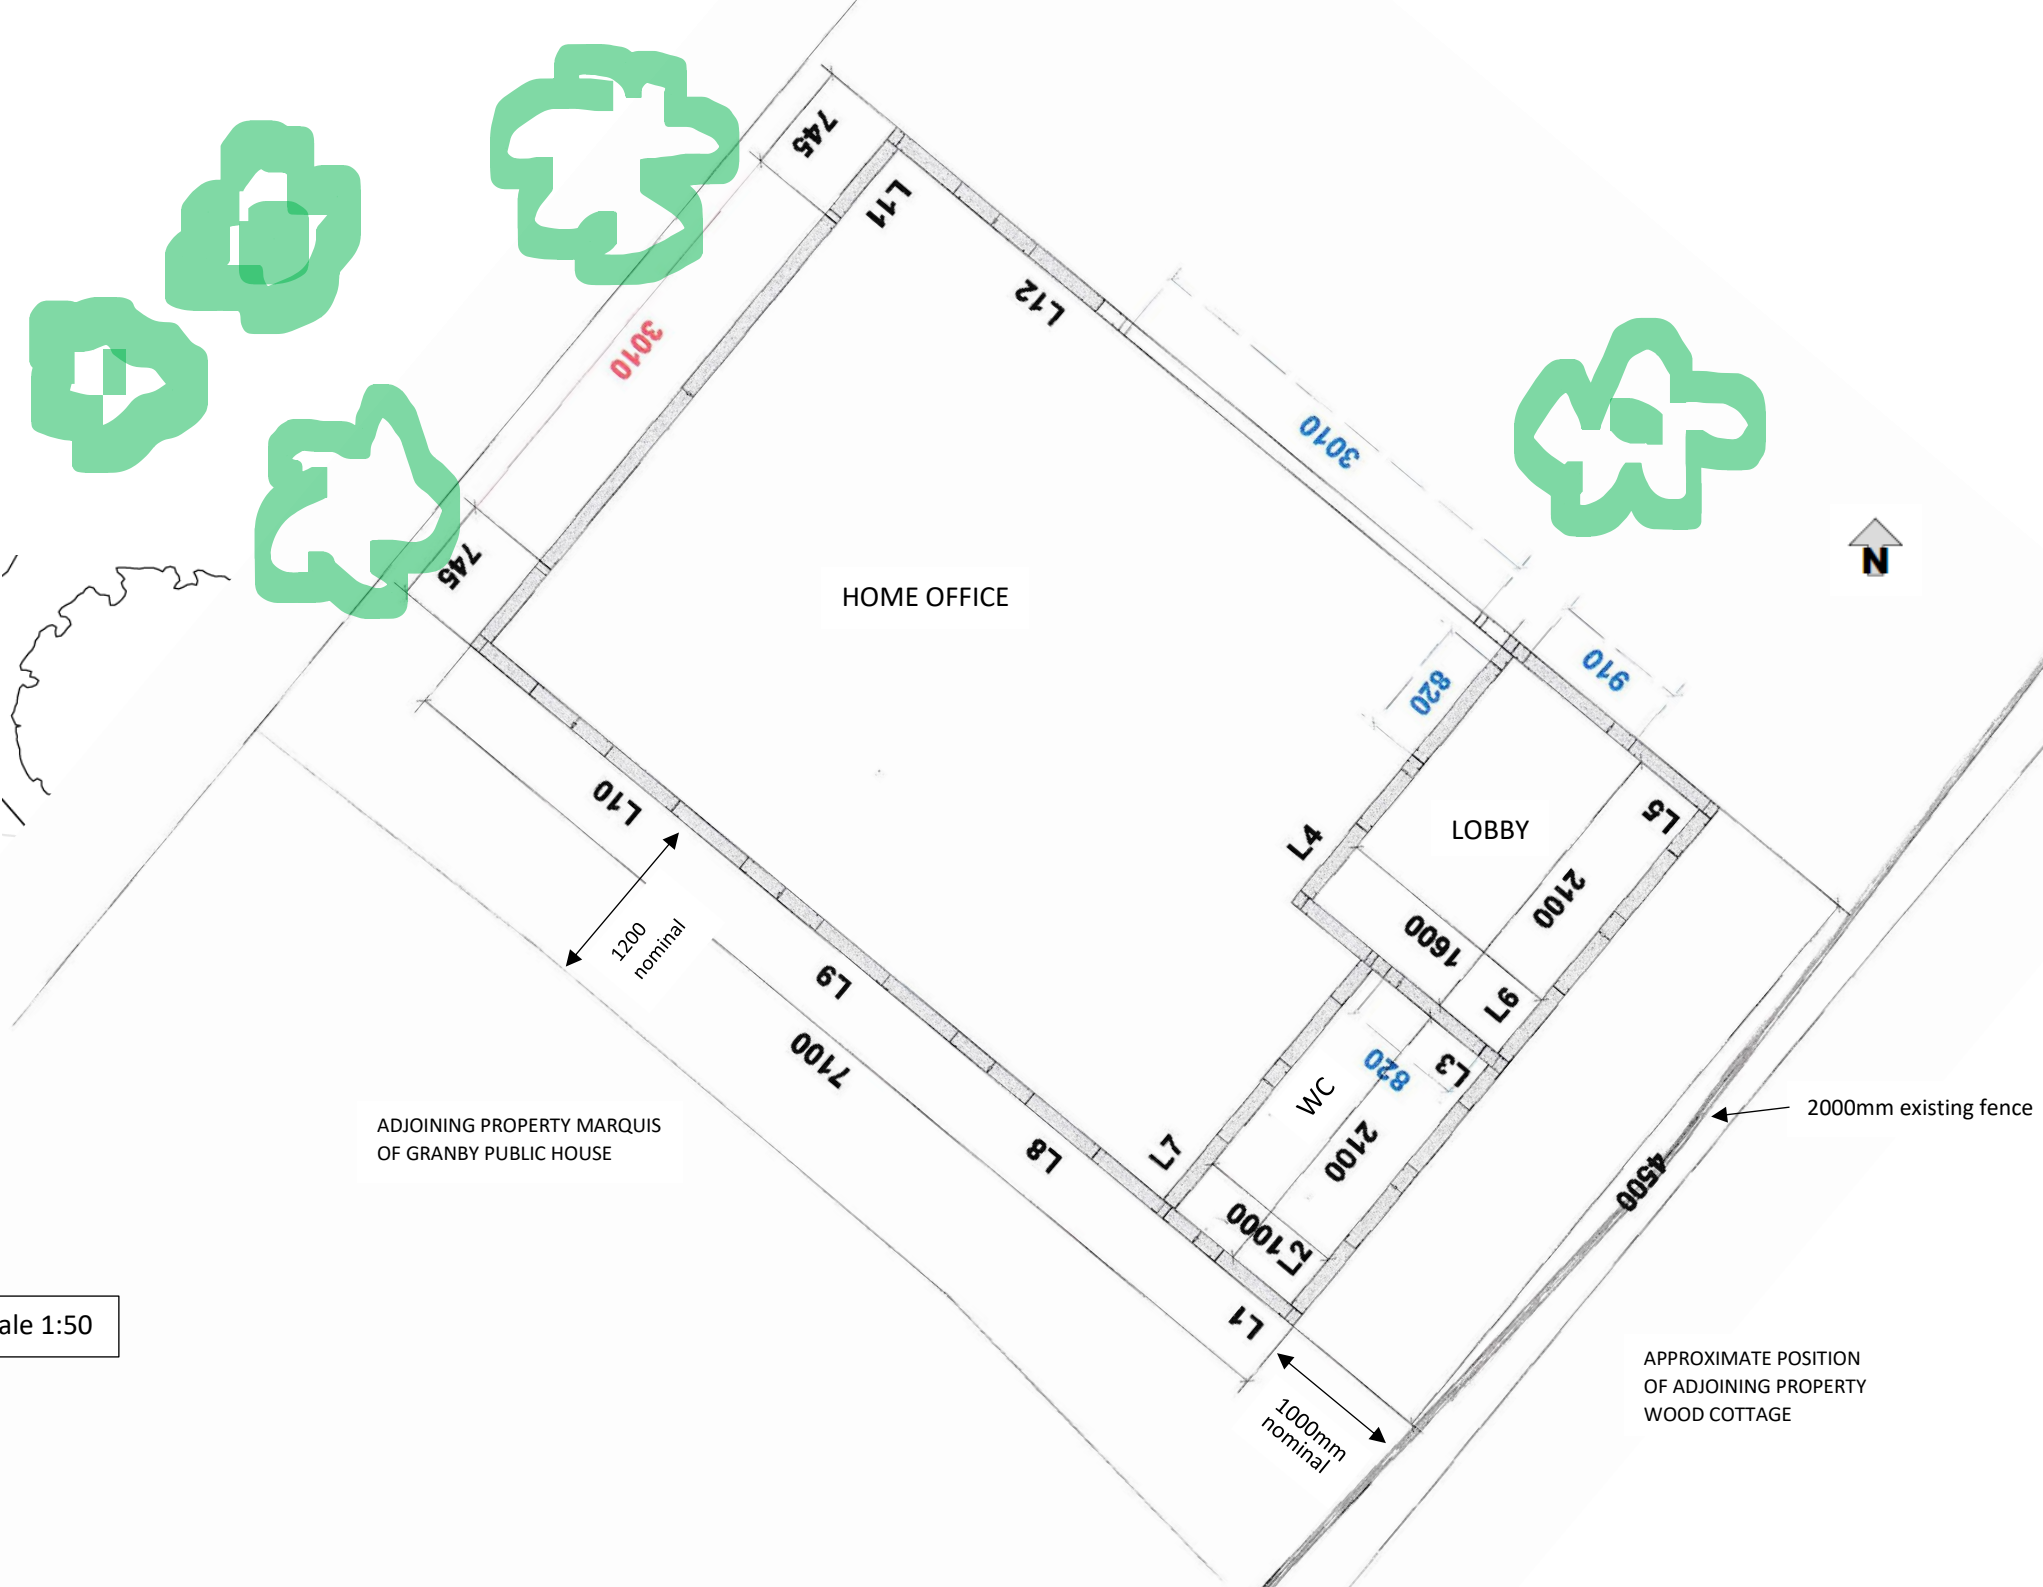 745
L11
L12
3010
3010
745
HOME OFFICE
N
910
820
L10
L5
LOBBY
L4
2100
1200
nominal
1600
L9
L6
7100
820
L3
WC
2000mm existing fence
ADJOINING PROPERTY MARQUIS
OF GRANBY PUBLIC HOUSE
L8
L7
2100
4500
1000
L2
L1
ale 1:50
1000mm
nominal
APPROXIMATE POSITION
OF ADJOINING PROPERTY
WOOD COTTAGE